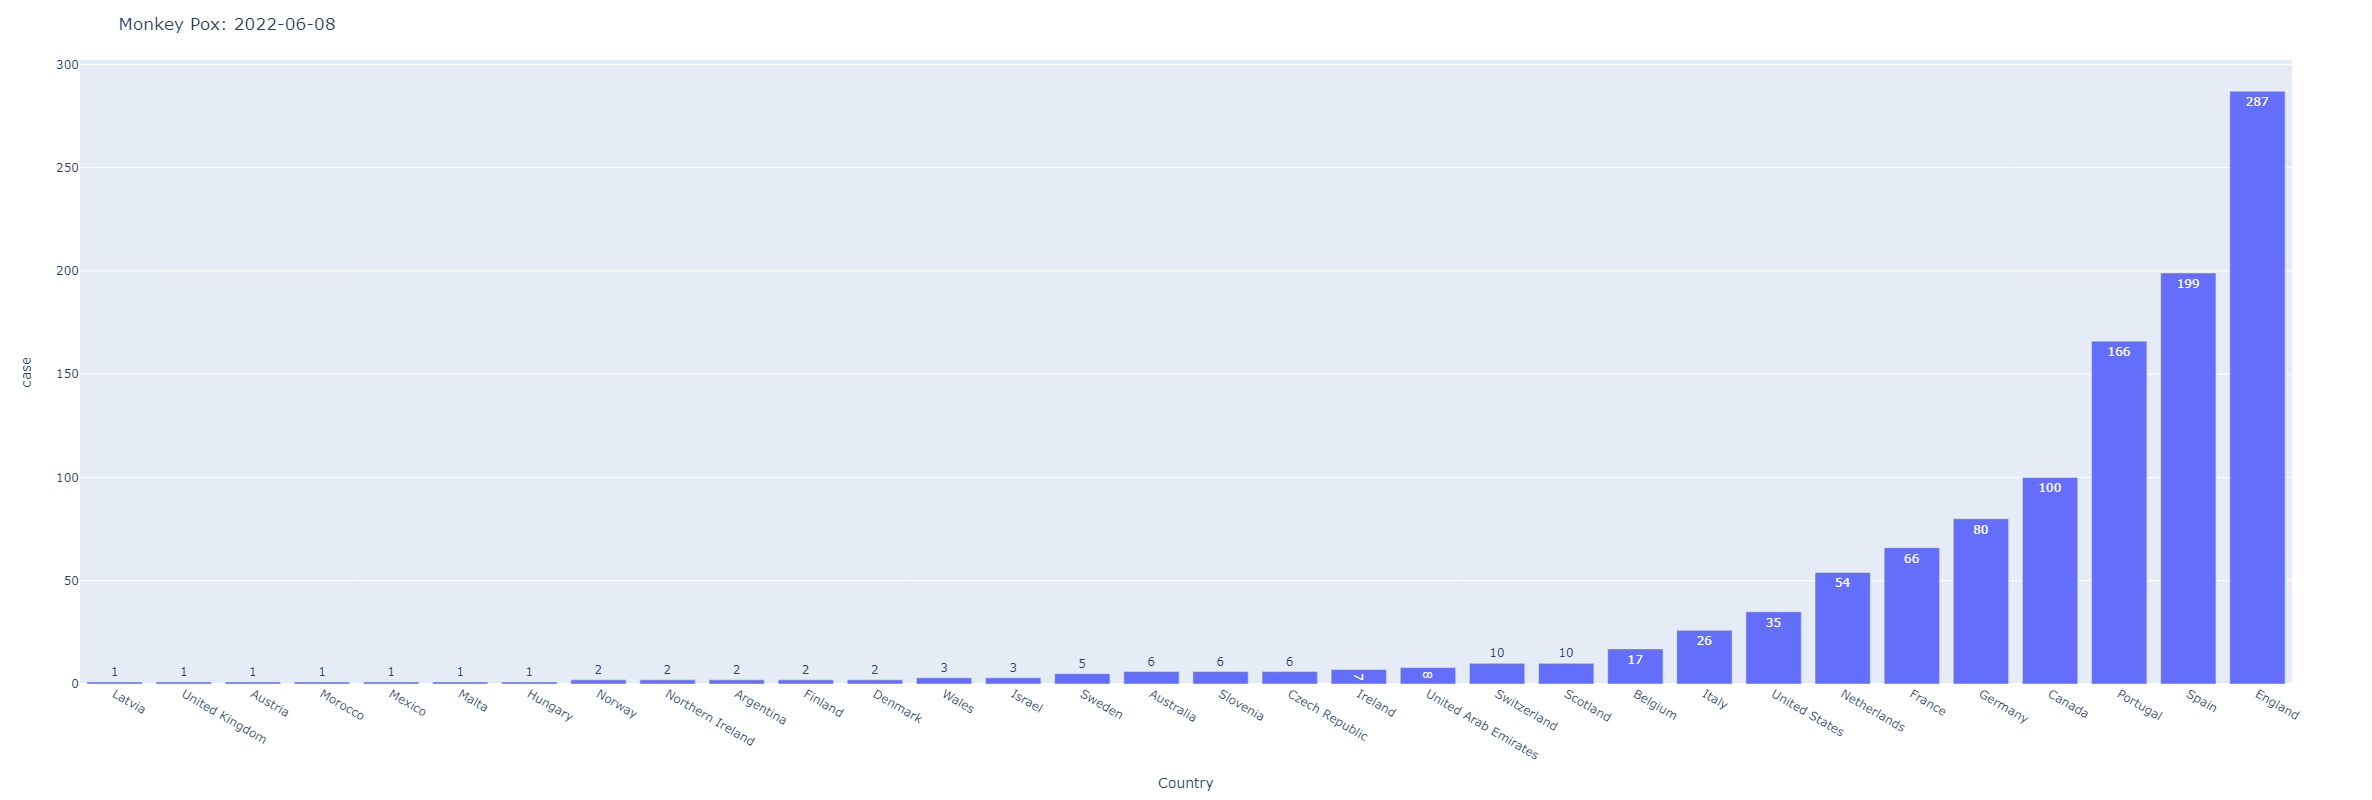 Monkey Pox: 2022-06-08
300
250
200
150
100
50
0
case
1
1
1
1
1
1
1
2
2
2
2
2
3
3
5
6
6
6
7
8
10
10
17
26
35
54
66
80
100
166
199
287
Latvia
United Kingdom
Austria
Morocco
Mexico
Malta
Hungary
Norway
Northern Ireland
Argentina
Finland
Denmark
Wales
Israel
Sweden
Australia
Slovenia
Czech Republic
Ireland
United Arab Emirates
Switzerland
Scotland
Belgium
Italy
United States
Netherlands
France
Germany
Canada
Portugal
Spain
England
Country